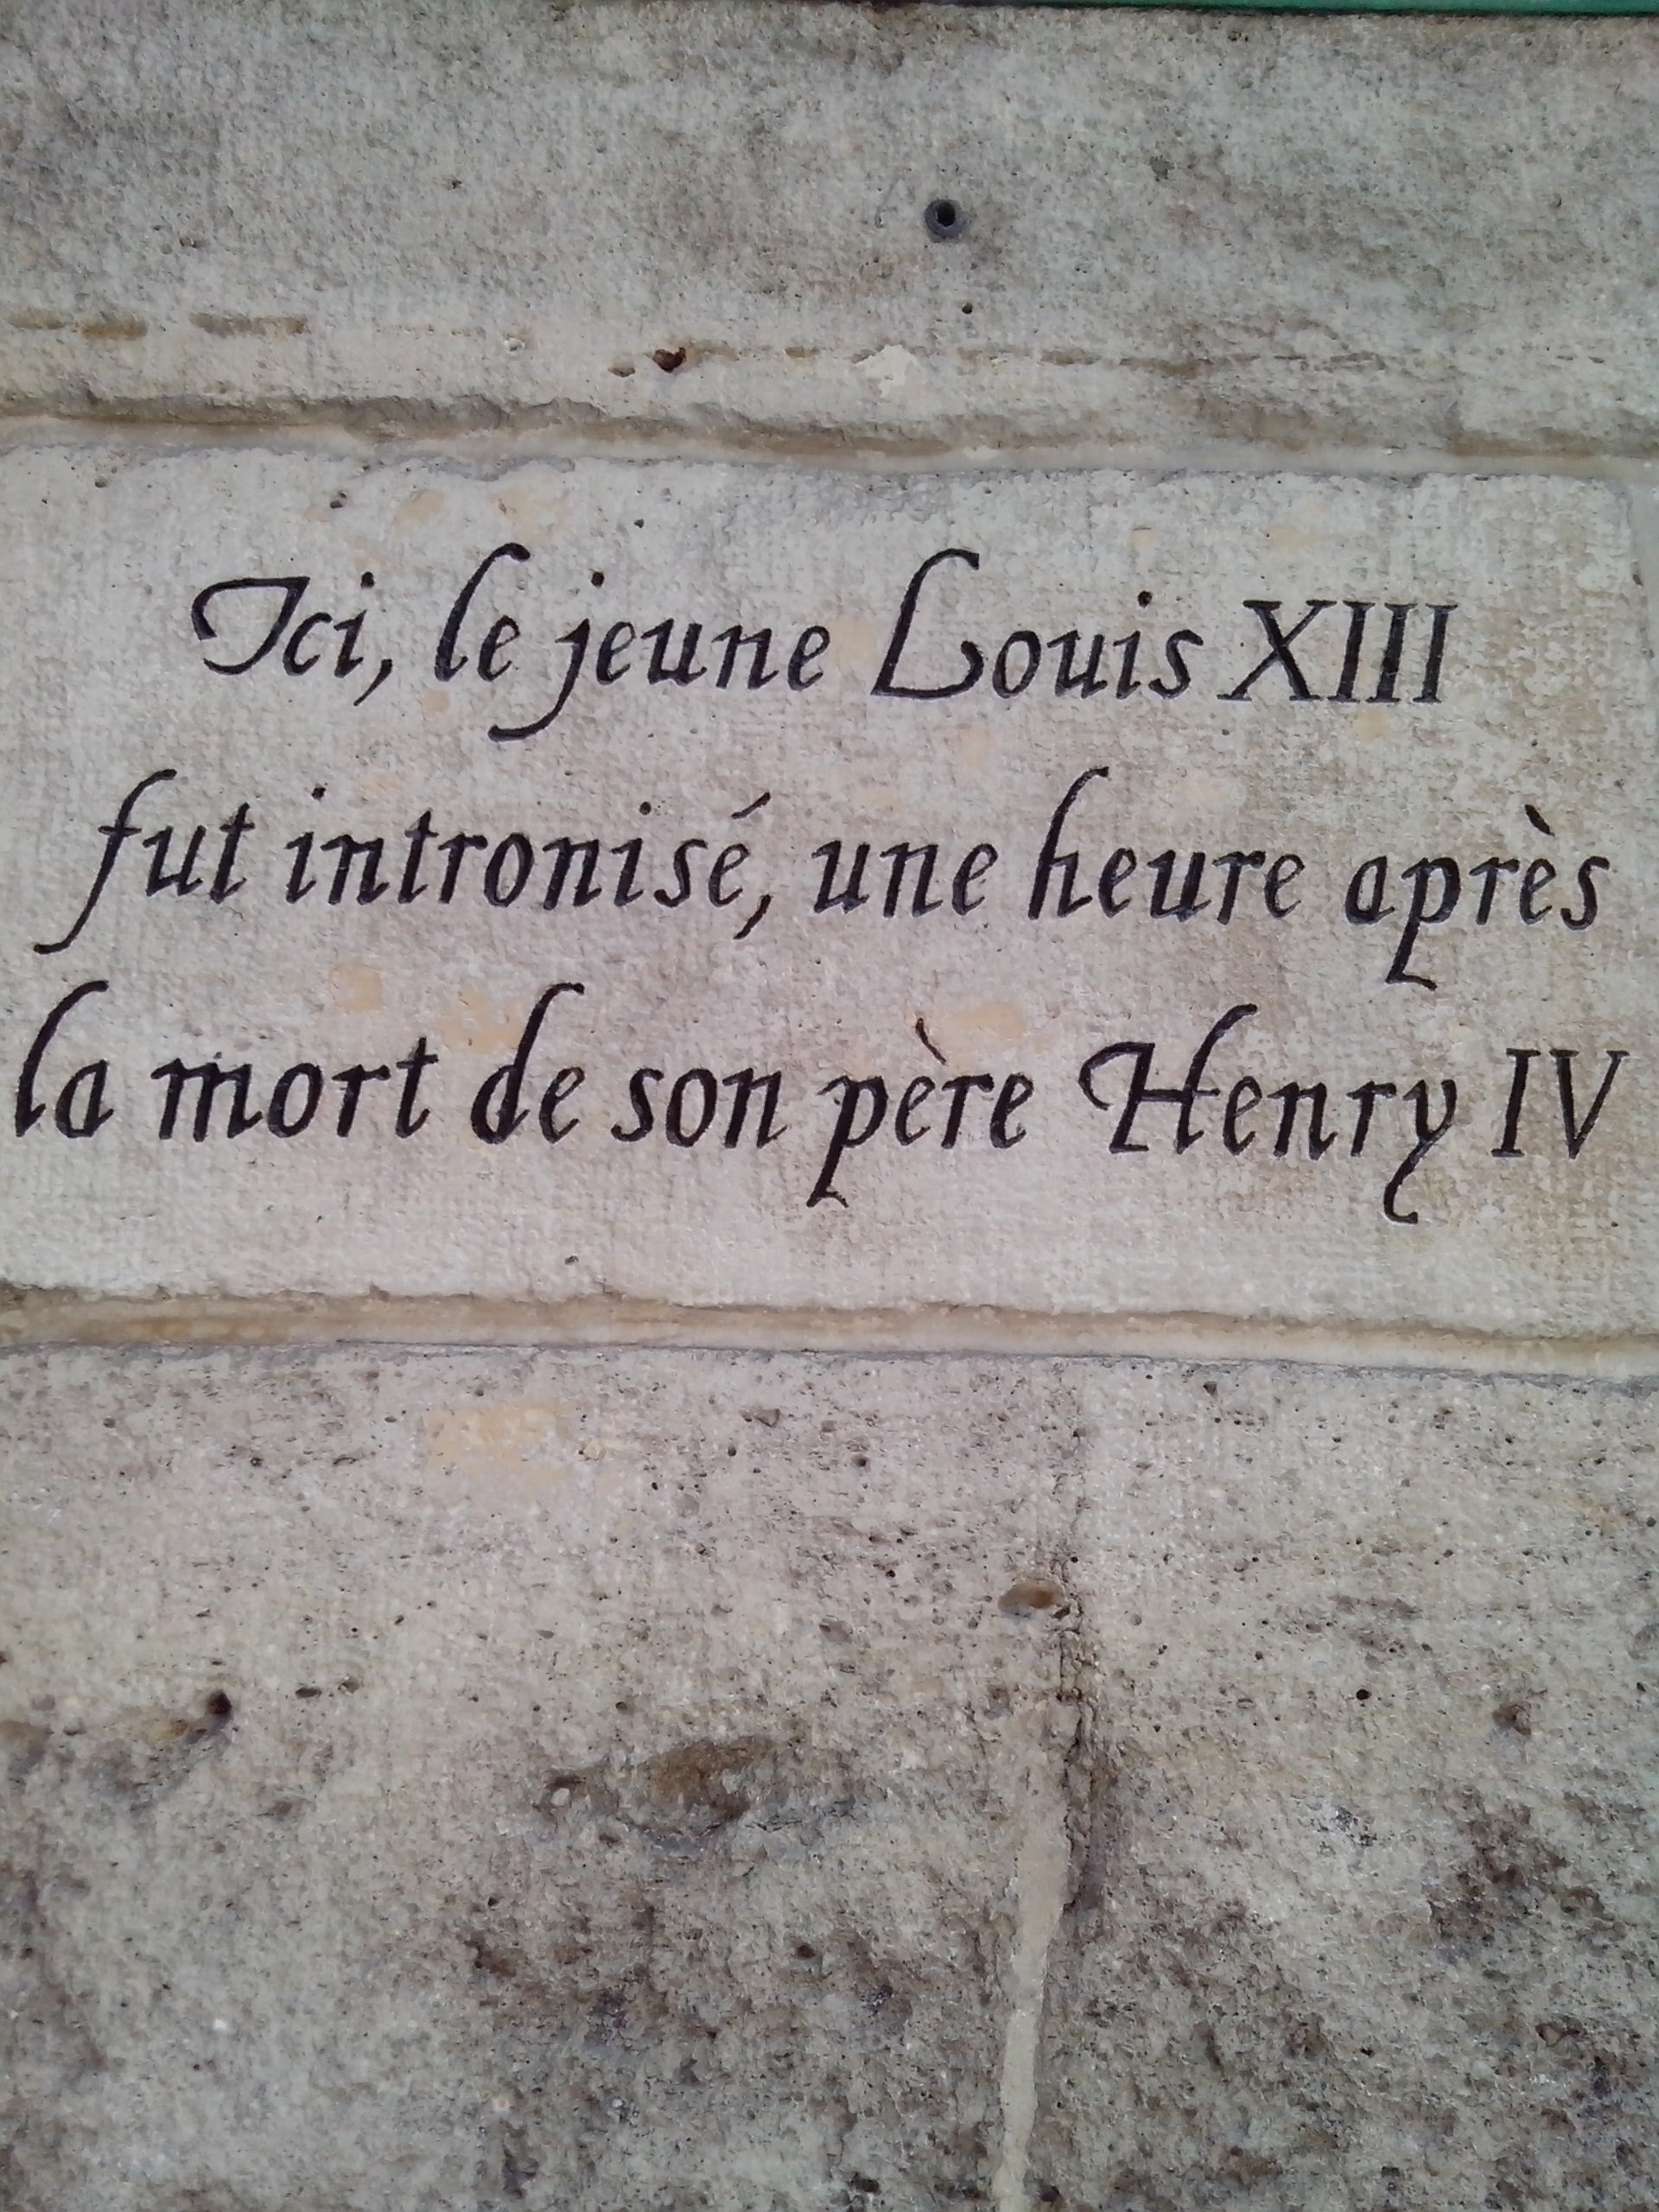 Ici, le jeune Louis XIII
fut intronisé, une heure après
la mort de son père Henry IV